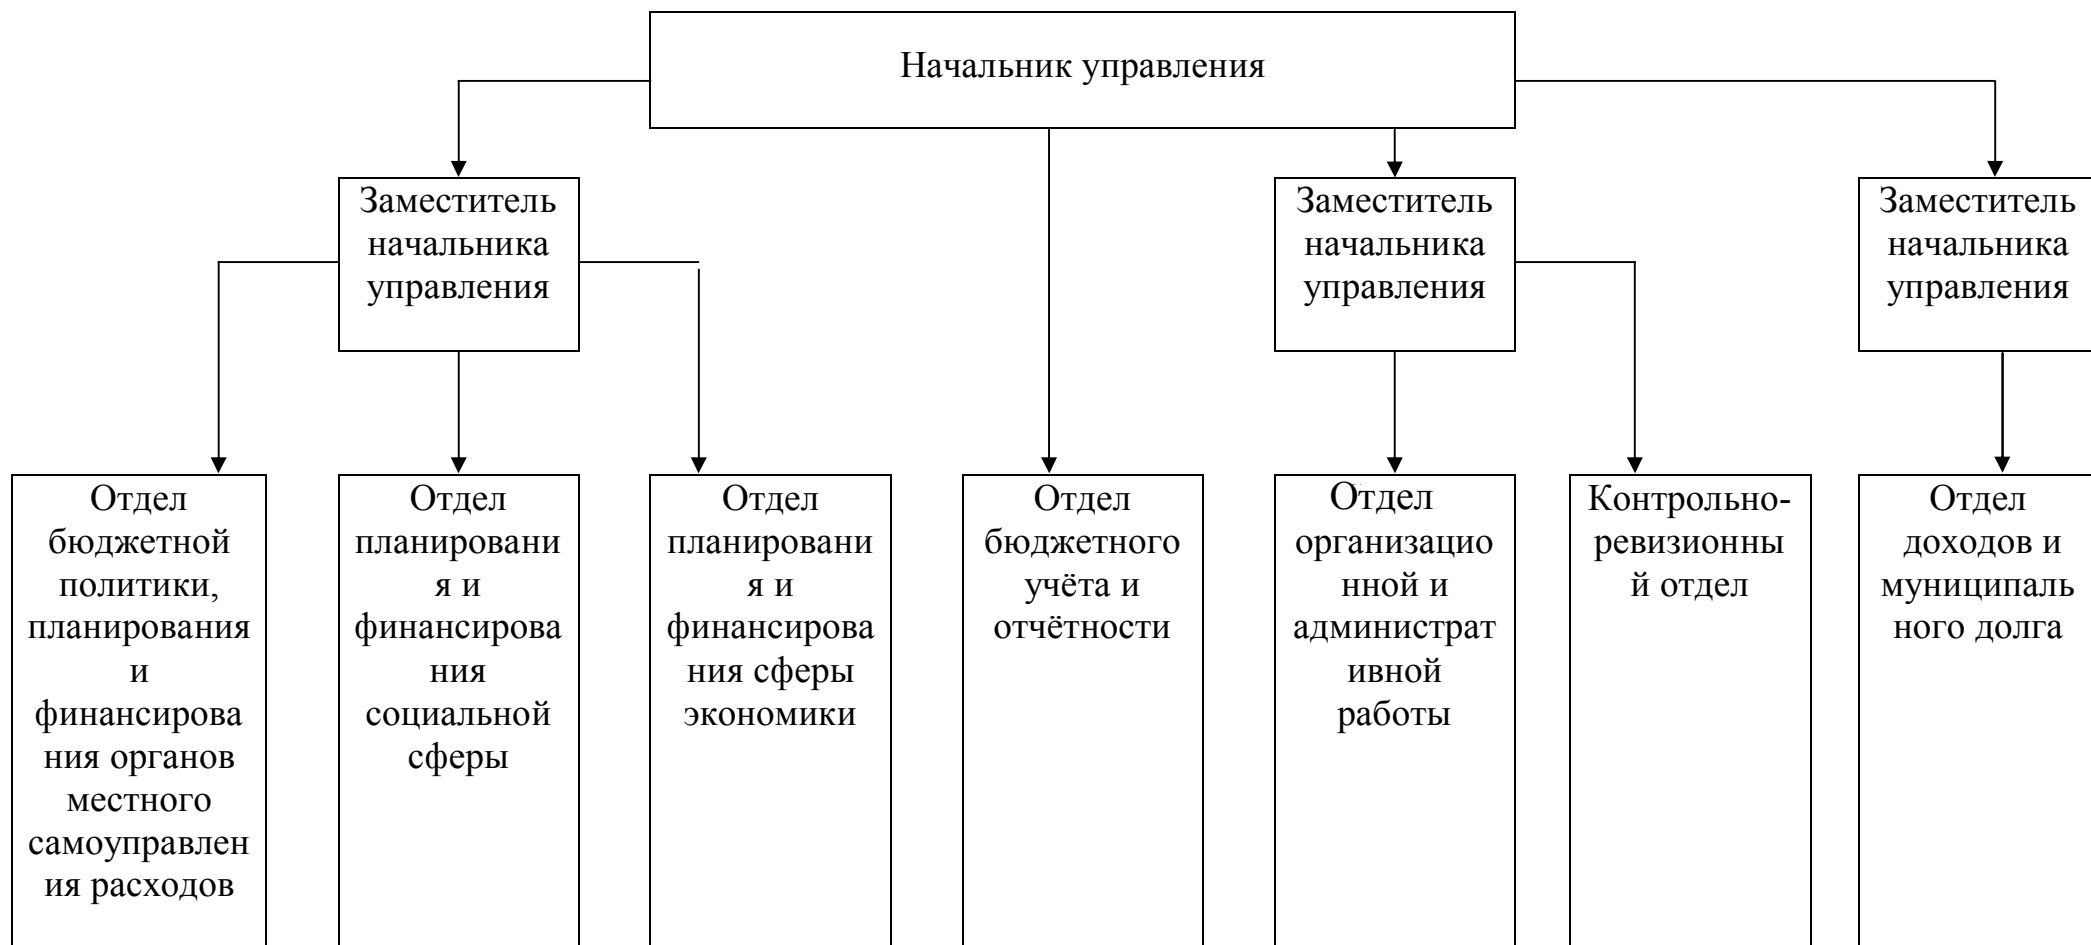 Начальник управления
Заместитель
начальника
управления
Заместитель
начальника
управления
Заместитель
начальника
управления
Отдел
бюджетной
политики,
планирования
и
финансирова
ния органов
местного
самоуправлен
ия расходов
Отдел
планировани
я и
финансирова
ния
социальной
сферы
Отдел
планировани
я и
финансирова
ния сферы
экономики
Отдел
бюджетного
учёта и
отчётности
Отдел
организацио
нной и
административ
ивной
работы
Контрольно-
ревизионны
й отдел
Отдел
доходов и
муниципаль
ного долга